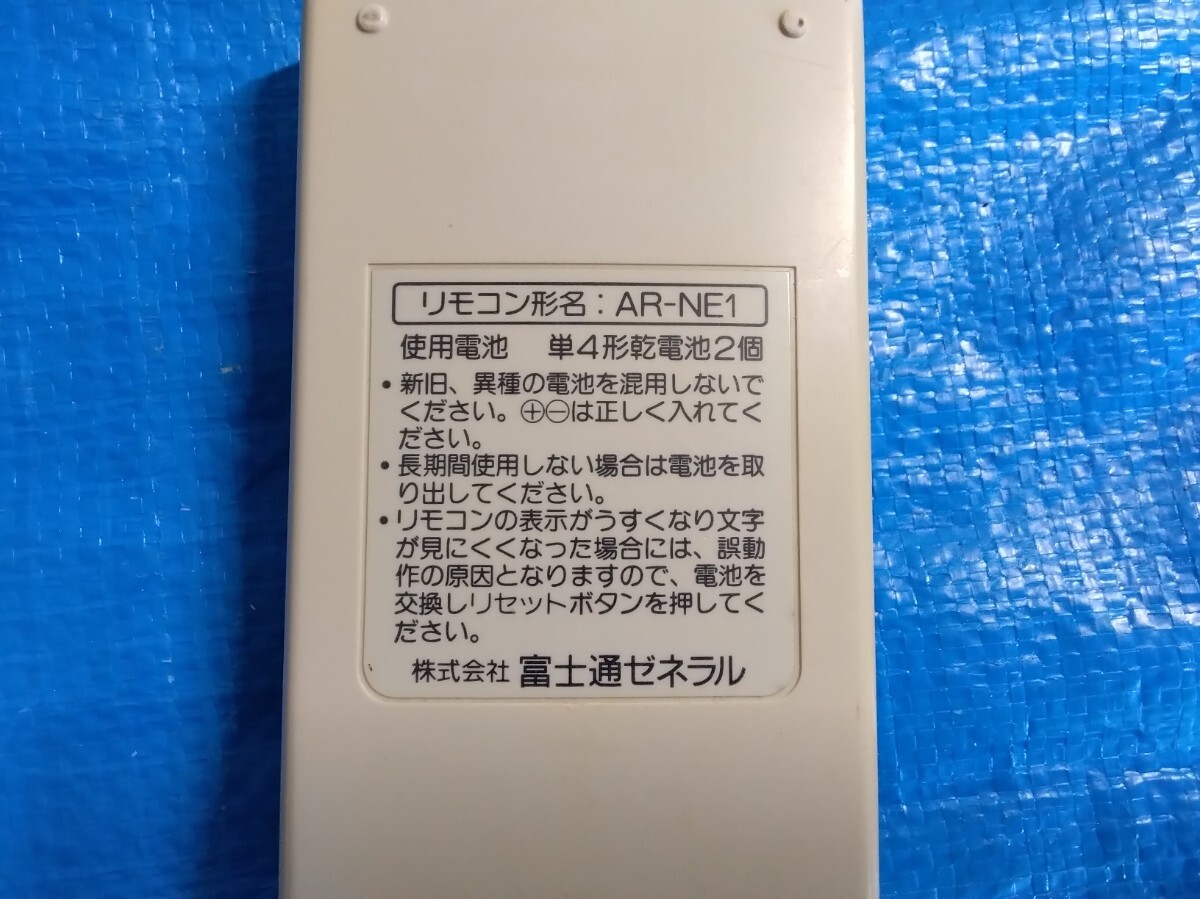 リモコン形名：AR-NE1
使用電池　単4形乾電池2個
•新旧、異種の電池を混用しないで
ください。⊕⊖は正しく入れてく
ださい。
•長期間使用しない場合は電池を取
り出してください。
•リモコンの表示がうすくなり文字
が見にくくなった場合には、誤動
作の原因となりますので、電池を
交換しリセットボタンを押してく
ださい。
株式会社 富士通ゼネラル